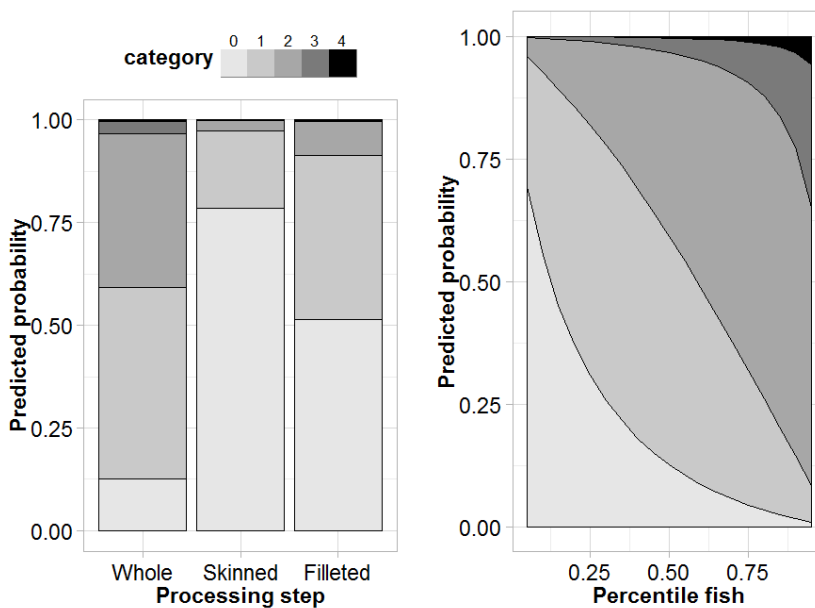 category
0 1 2 3 4
Predicted probability
1.00
0.75
0.50
0.25
0.00
Whole Skinned Filleted
Processing step
Predicted probability
1.00
0.75
0.50
0.25
0.00
0.25 0.50 0.75
Percentile fish